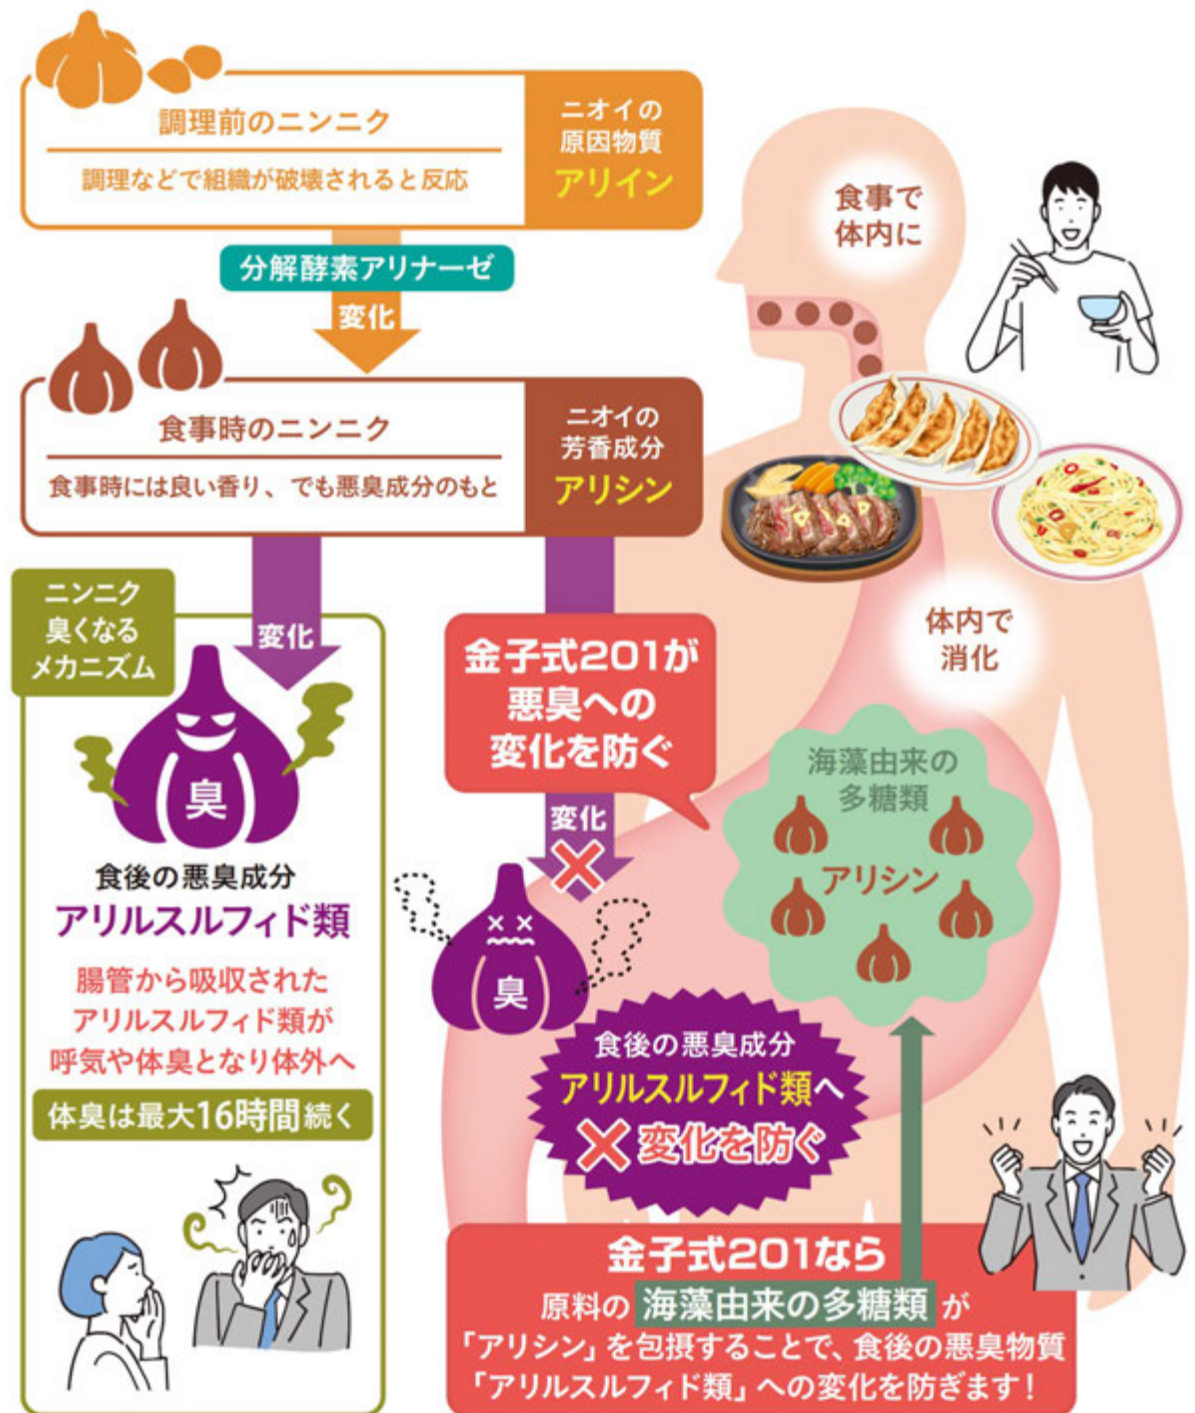 調理前のニンニク
調理などで組織が破壊されると反応
ニオイの
原因物質
アリイン
分解酵素アリナーゼ
変化
食事時のニンニク
食事時には良い香り、でも悪臭成分のもと
ニオイの
芳香成分
アリシン
食事で
体内に
ニンニク
臭くなる
メカニズム
変化
臭
食後の悪臭成分
アリルスルフィド類
腸管から吸収された
アリルスルフィド類が
呼気や体臭となり体外へ
体臭は最大16時間続く
金子式201が
悪臭への
変化を防ぐ
変化
臭
体内で
消化
海藻由来の
多糖類
アリシン
食後の悪臭成分
アリルスルフィド類へ
変化を防ぐ
金子式201なら
原料の 海藻由来の多糖類 が
「アリシン」を包摂することで、食後の悪臭物質
「アリルスルフィド類」への変化を防ぎます!